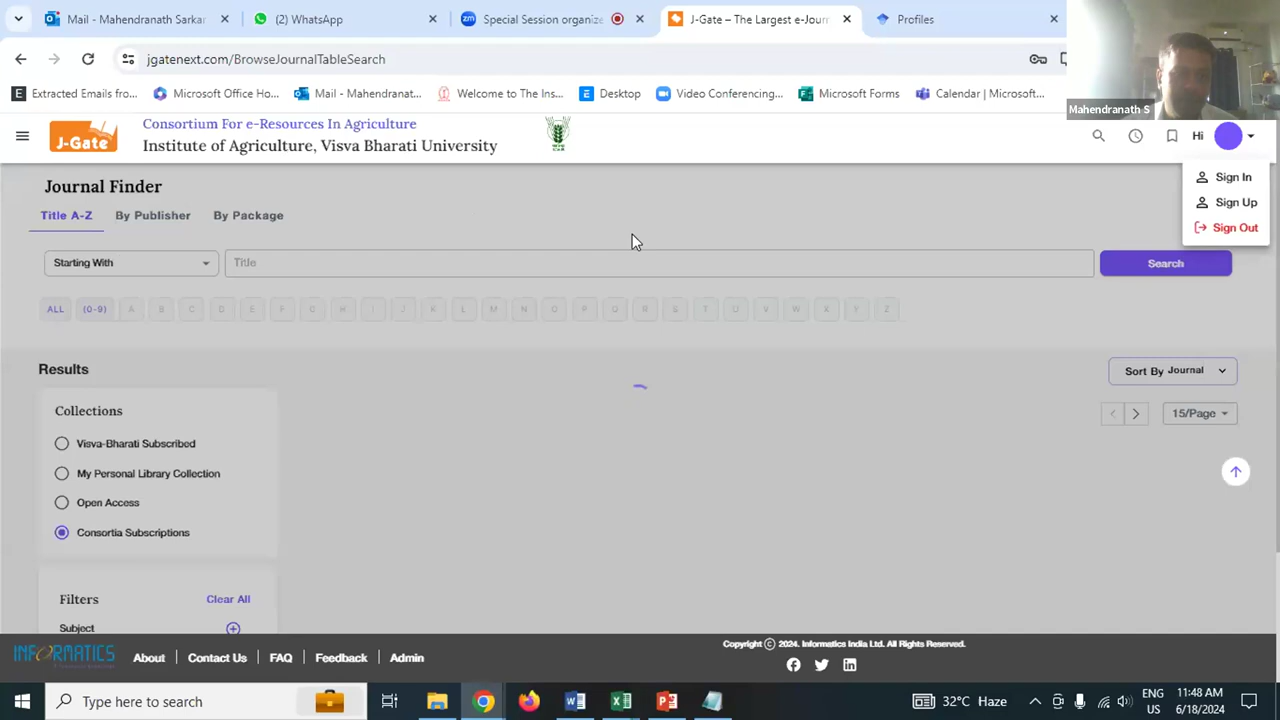 Mail - Mahendranath Sarkar
(2) WhatsApp
Special Session organize
J-Gate – The Largest e-Jour
Profiles
jgatenext.com/BrowseJournalTableSearch
Extracted Emails fro...
Microsoft Office Ho...
Mail - Mahendranat...
Welcome to The Ins...
Desktop
Video Conferencing...
Microsoft Forms
Calendar | Microsoft...
Mahendranath S
J-Gate
Consortium For e-Resources In Agriculture
Institute of Agriculture, Visva Bharati University
Hi
Sign In
Sign Up
Sign Out
Journal Finder
Title A-Z
By Publisher
By Package
Starting With
Title
Search
ALL (0-9) A B C D E F G H I J K L M N O P Q R S T U V W X Y Z
Results
Sort By Journal
15/Page
Collections
Visva-Bharati Subscribed
My Personal Library Collection
Open Access
Consortia Subscriptions
Filters
Clear All
Subject
INFORMATICS
About | Contact Us | FAQ | Feedback | Admin
Copyright © 2024. Informatics India Ltd. All Rights Reserved.
Type here to search
32°C Haze
ENG
US
11:48 AM
6/18/2024